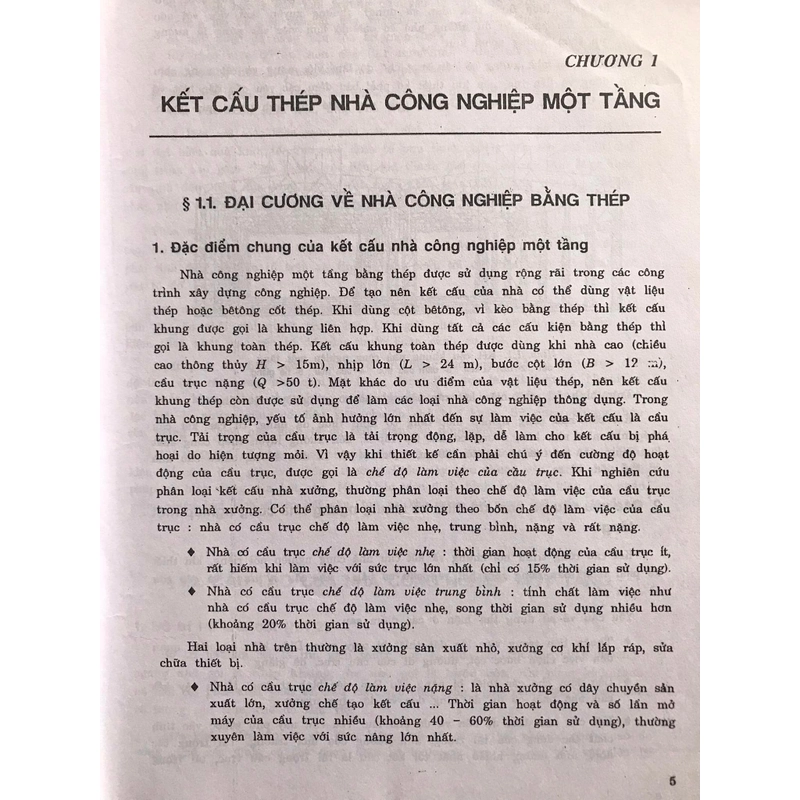 CHƯƠNG 1
KẾT CẤU THÉP NHÀ CÔNG NGHIỆP MỘT TẦNG
§ 1.1. ĐẠI CƯƠNG VỀ NHÀ CÔNG NGHIỆP BẰNG THÉP
1. Đặc điểm chung của kết cấu nhà công nghiệp một tầng
Nhà công nghiệp một tầng bằng thép được sử dụng rộng rãi trong các công
trình xây dựng công nghiệp. Để tạo nên kết cấu của nhà có thể dùng vật liệu
thép hoặc bêtông cốt thép. Khi dùng cột bêtông, vì kèo bằng thép thì kết cấu
khung được gọi là khung liên hợp. Khi dùng tất cả các cấu kiện bằng thép thì
gọi là khung toàn thép. Kết cấu khung toàn thép được dùng khi nhà cao (chiều
cao thông thủy H > 15m), nhịp lớn (L > 24 m), bước cột lớn (B > 12 m),
cầu trục nặng (Q >50 t). Mặt khác do ưu điểm của vật liệu thép, nên kết cấu
khung thép còn được sử dụng để làm các loại nhà công nghiệp thông dụng. Trong
nhà công nghiệp, yếu tố ảnh hưởng lớn nhất đến sự làm việc của kết cấu là cầu
trục. Tải trọng của cầu trục là tải trọng động, lặp, dễ làm cho kết cấu bị phá
hoại do hiện tượng mỏi. Vì vậy khi thiết kế cần phải chú ý đến cường độ hoạt
động của cầu trục, được gọi là chế độ làm việc của cầu trục. Khi nghiên cứu
phân loại kết cấu nhà xưởng, thường phân loại theo chế độ làm việc của cầu trục
trong nhà xưởng. Có thể phân loại nhà xưởng theo bốn chế độ làm việc của cầu
trục : nhà có cầu trục chế độ làm việc nhẹ, trung bình, nặng và rất nặng.
♦ Nhà có cầu trục chế độ làm việc nhẹ : thời gian hoạt động của cầu trục ít,
rất hiếm khi làm việc với sức trục lớn nhất (chỉ có 15% thời gian sử dụng).
♦ Nhà có cầu trục chế độ làm việc trung bình : tính chất làm việc như
nhà có cầu trục chế độ làm việc nhẹ, song thời gian sử dụng nhiều hơn
(khoảng 20% thời gian sử dụng).
Hai loại nhà trên thường là xưởng sản xuất nhỏ, xưởng cơ khí lắp ráp, sửa
chữa thiết bị.
♦ Nhà có cầu trục chế độ làm việc nặng : là nhà xưởng có dây chuyền sản
xuất lớn, xưởng chế tạo kết cấu ... Thời gian hoạt động và số lần mở
máy của cầu trục nhiều (khoảng 40 - 60% thời gian sử dụng), thường
xuyên làm việc với sức nâng lớn nhất.
5